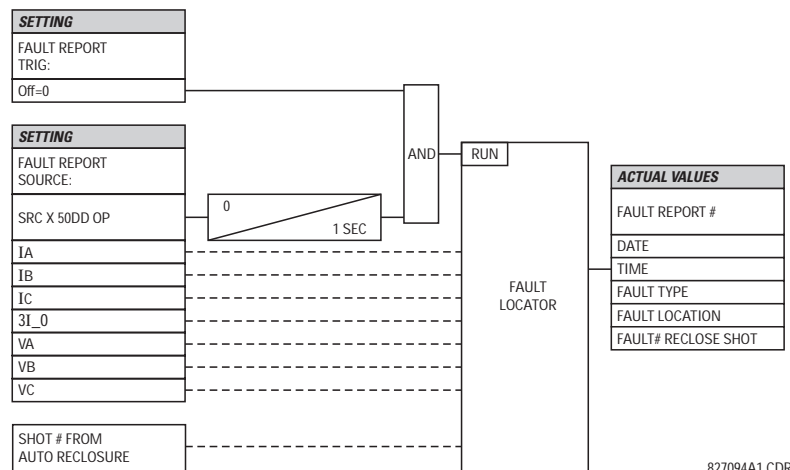 SETTING
FAULT REPORT
TRIG:
Off=0
SETTING
FAULT REPORT
SOURCE:
SRC X 50DD OP
IA
IB
IC
3I_0
VA
VB
VC
SHOT # FROM
AUTO RECLOSURE
0
1 SEC
AND
RUN
FAULT
LOCATOR
ACTUAL VALUES
FAULT REPORT #
DATE
TIME
FAULT TYPE
FAULT LOCATION
FAULT# RECLOSE SHOT
827094A1.CDR